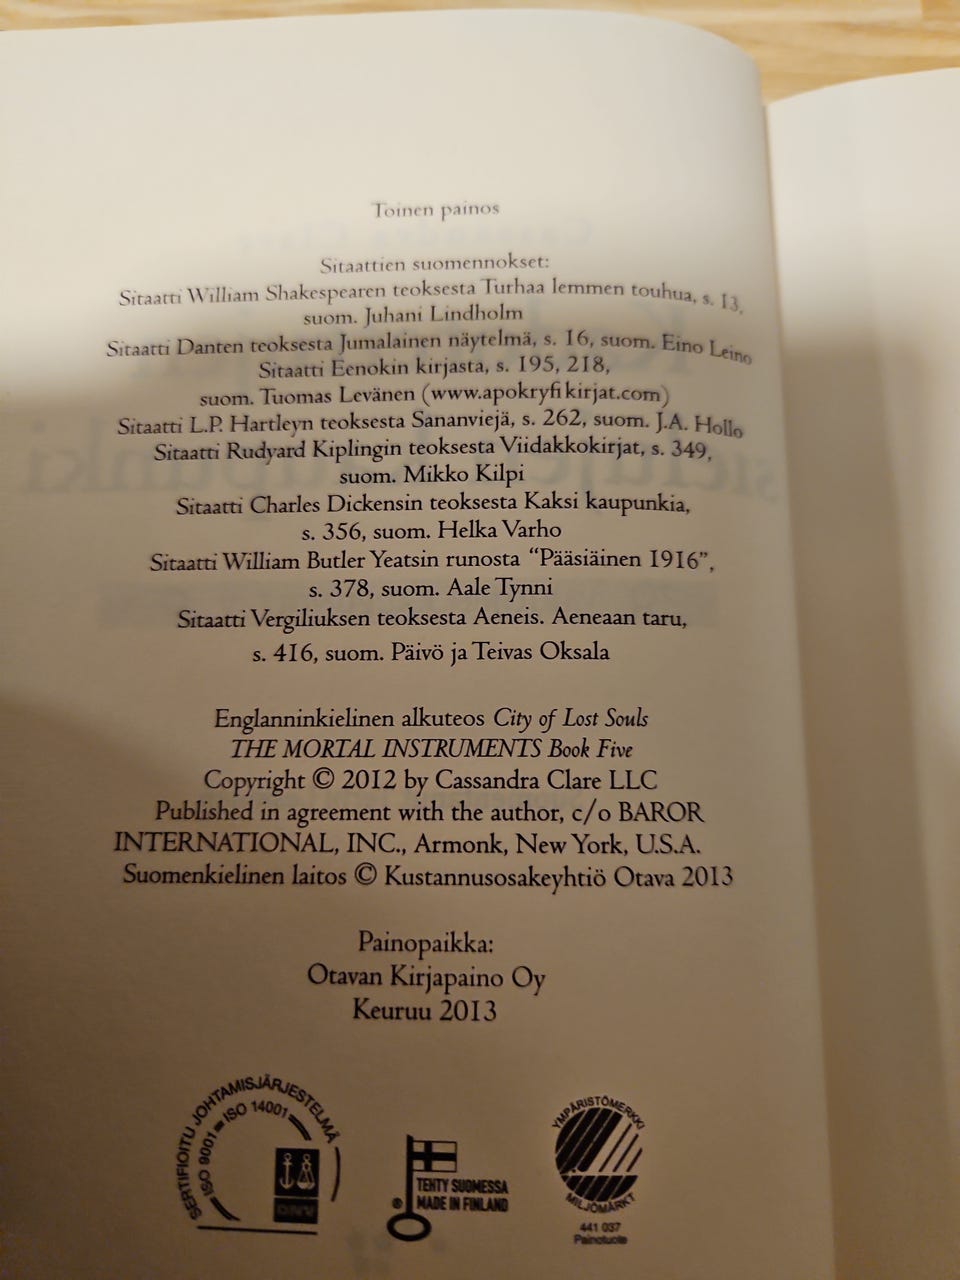 Toinen painos
Sitaattien suomennokset:
Sitaatti William Shakespearen teoksesta Turhaa lemmen touhua, s. 13,
suom. Juhani Lindholm
Sitaatti Danten teoksesta Jumalainen näytelmä, s. 16, suom. Eino Leino
Sitaatti Eenokin kirjasta, s. 195, 218,
suom. Tuomas Levänen (www.apokryfikirjat.com)
Sitaatti L.P. Hartleyn teoksesta Sananviejä, s. 262, suom. J.A. Hollo
Sitaatti Rudyard Kiplingin teoksesta Viidakkokirjat, s. 349,
suom. Mikko Kilpi
Sitaatti Charles Dickensin teoksesta Kaksi kaupunkia,
s. 356, suom. Helka Varho
Sitaatti William Butler Yeatsin runosta “Pääsiäinen 1916”,
s. 378, suom. Aale Tynni
Sitaatti Vergiliuksen teoksesta Aeneis. Aeneaan taru,
s. 416, suom. Päivö ja Teivas Oksala
Englanninkielinen alkuteos City of Lost Souls
THE MORTAL INSTRUMENTS Book Five
Copyright © 2012 by Cassandra Clare LLC
Published in agreement with the author, c/o BAROR
INTERNATIONAL, INC., Armonk, New York, U.S.A.
Suomenkielinen laitos © Kustannusosakeyhtiö Otava 2013
Painopaikka:
Otavan Kirjapaino Oy
Keuruu 2013
SERTIFIOITU JOHTAMISJÄRJESTELMÄ
ISO 9001 = ISO 14001
DNV
TEHTY SUOMESSA
® MADE IN FINLAND
YMPÄRISTÖMERKKI
MILJÖMÄRKT
441 037
Painotuote